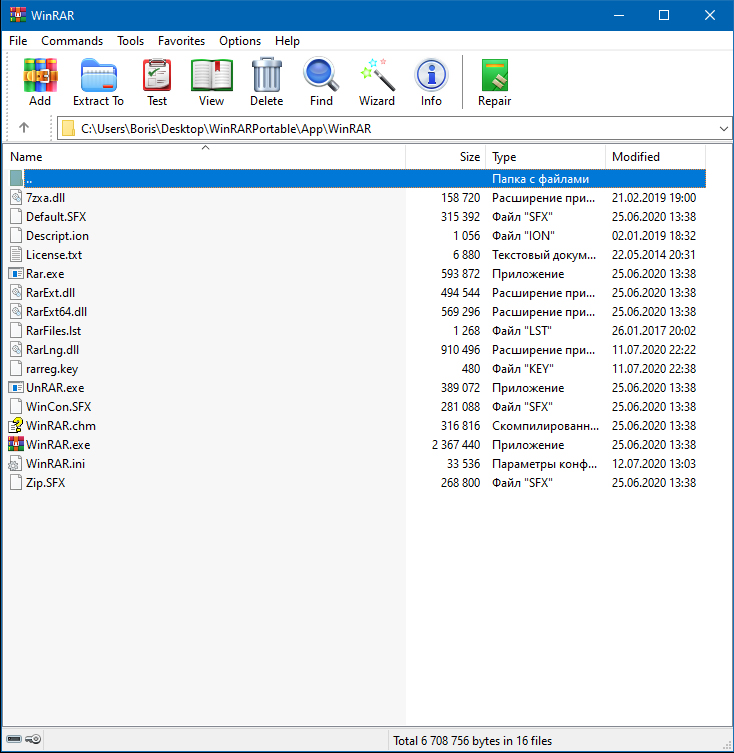 WinRAR
File Commands Tools Favorites Options Help
Add Extract To Test View Delete Find Wizard Info Repair
C:\Users\Boris\Desktop\WinRARPortable\App\WinRAR
Name Size Type Modified
.. Папка с файлами
7zxa.dll 158 720 Расширение при... 21.02.2019 19:00
Default.SFX 315 392 Файл "SFX" 25.06.2020 13:38
Descript.ion 1 056 Файл "ION" 02.01.2019 18:32
License.txt 6 880 Текстовый докум... 22.05.2014 20:31
Rar.exe 593 872 Приложение 25.06.2020 13:38
RarExt.dll 494 544 Расширение при... 25.06.2020 13:38
RarExt64.dll 569 296 Расширение при... 25.06.2020 13:38
RarFiles.lst 1 268 Файл "LST" 26.01.2017 20:02
RarLng.dll 910 496 Расширение при... 11.07.2020 22:22
rarreg.key 480 Файл "KEY" 11.07.2020 22:38
UnRAR.exe 389 072 Приложение 25.06.2020 13:38
WinCon.SFX 281 088 Файл "SFX" 25.06.2020 13:38
WinRAR.chm 316 816 Скомпилированн... 25.06.2020 13:38
WinRAR.exe 2 367 440 Приложение 25.06.2020 13:38
WinRAR.ini 33 536 Параметры конф... 12.07.2020 13:03
Zip.SFX 268 800 Файл "SFX" 25.06.2020 13:38
Total 6 708 756 bytes in 16 files